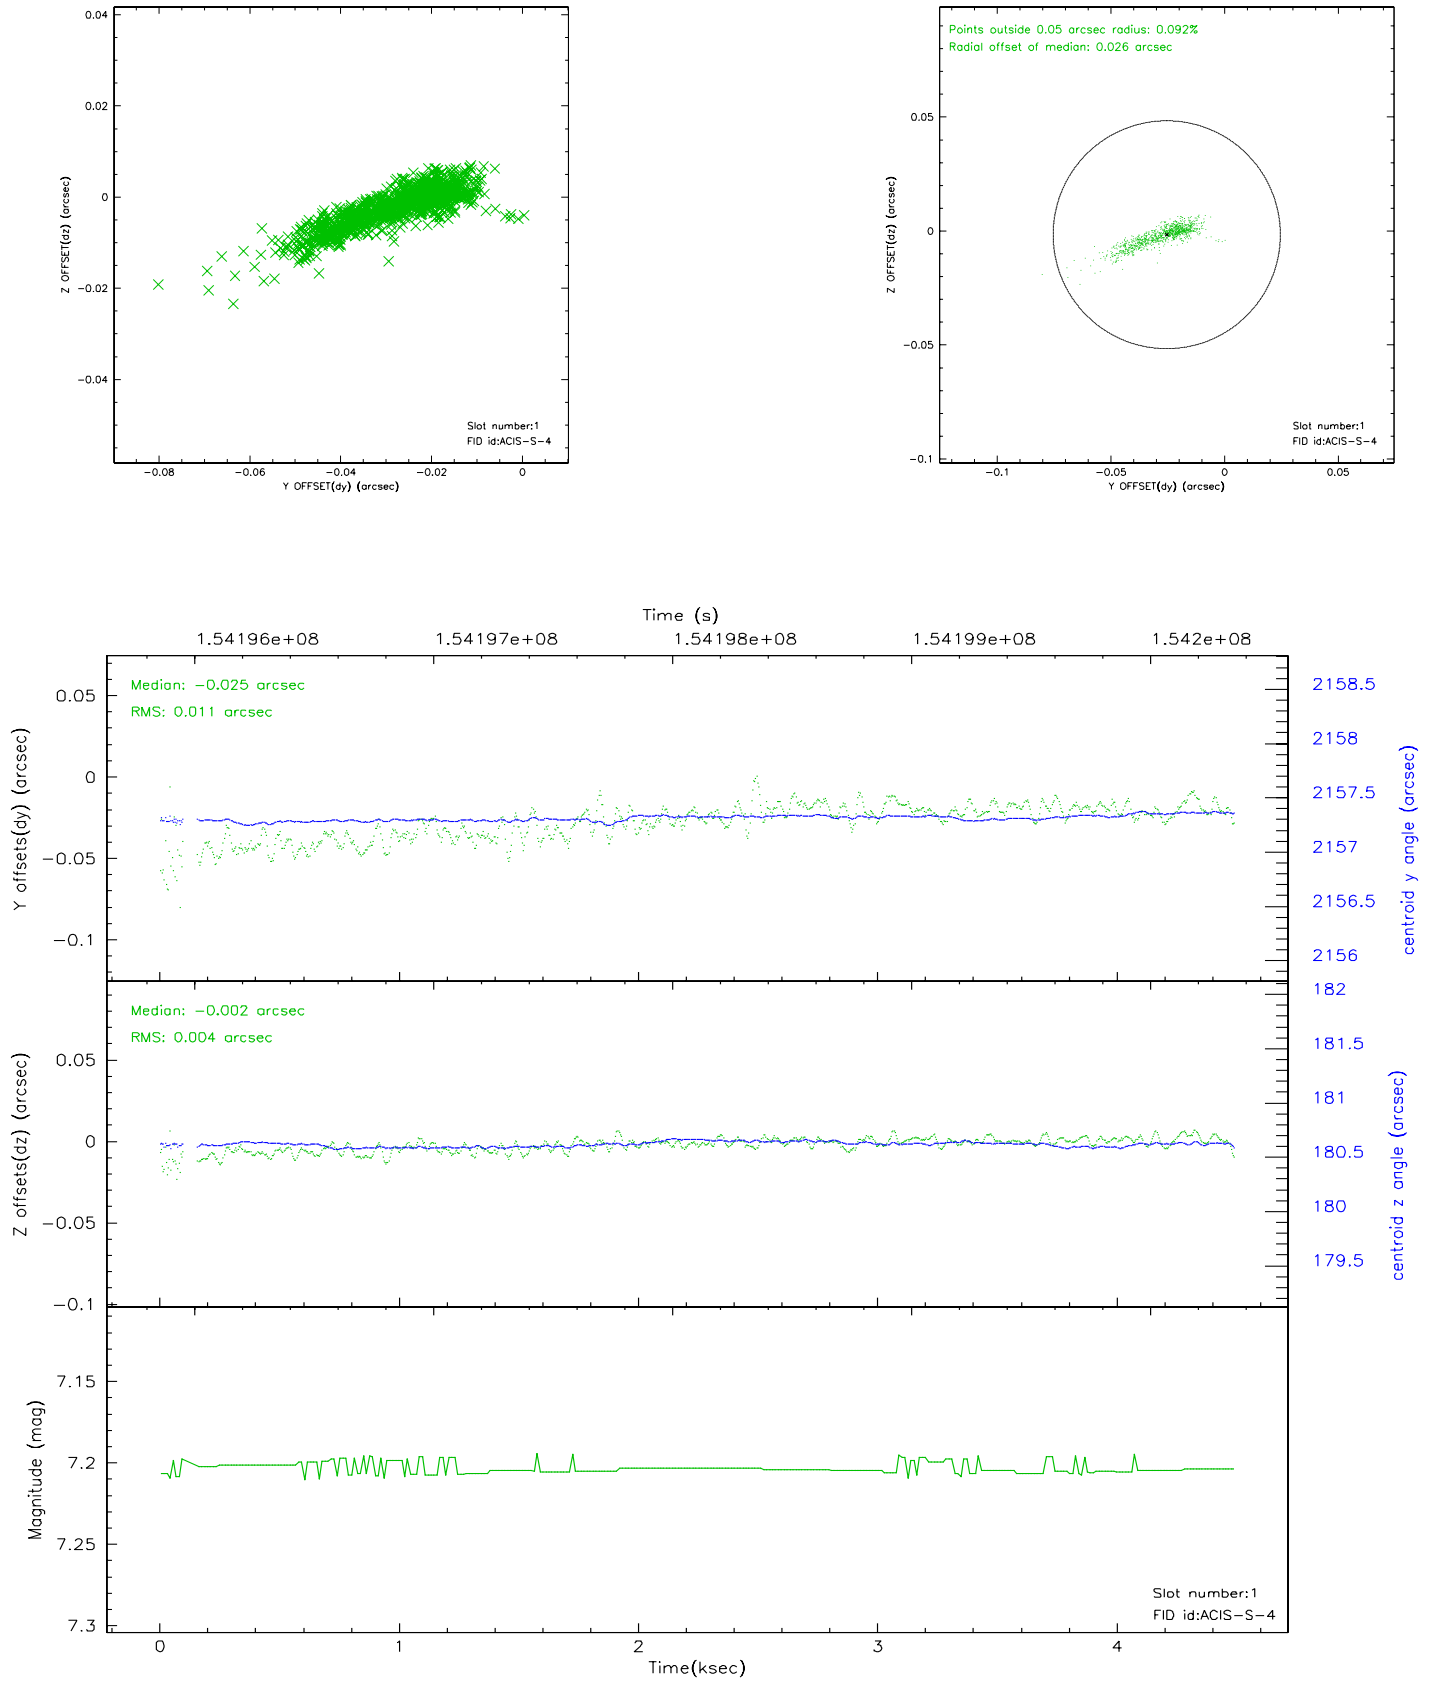 0.04
0.02
0
−0.02
−0.04
Z OFFSET(dz) (arcsec)
Slot number:1
FID id:ACIS−S−4
−0.08 −0.06 −0.04 −0.02 0
Y OFFSET(dy) (arcsec)
Points outside 0.05 arcsec radius: 0.092%
Radial offset of median: 0.026 arcsec
0.05
0
−0.05
−0.1
Z OFFSET(dz) (arcsec)
Slot number:1
FID id:ACIS−S−4
−0.1 −0.05 0 0.05
Y OFFSET(dy) (arcsec)
Time (s)
1.54196e+08 1.54197e+08 1.54198e+08 1.54199e+08 1.542e+08
Median: −0.025 arcsec
RMS: 0.011 arcsec
0.05
0
−0.05
−0.1
Y offsets(dy) (arcsec)
2158.5
2158
2157.5
2157
2156.5
2156
centroid y angle (arcsec)
Median: −0.002 arcsec
RMS: 0.004 arcsec
0.05
0
−0.05
−0.1
Z offsets(dz) (arcsec)
182
181.5
181
180.5
180
179.5
centroid z angle (arcsec)
7.15
7.2
7.25
7.3
Magnitude (mag)
Slot number:1
FID id:ACIS−S−4
0 1 2 3 4
Time(ksec)